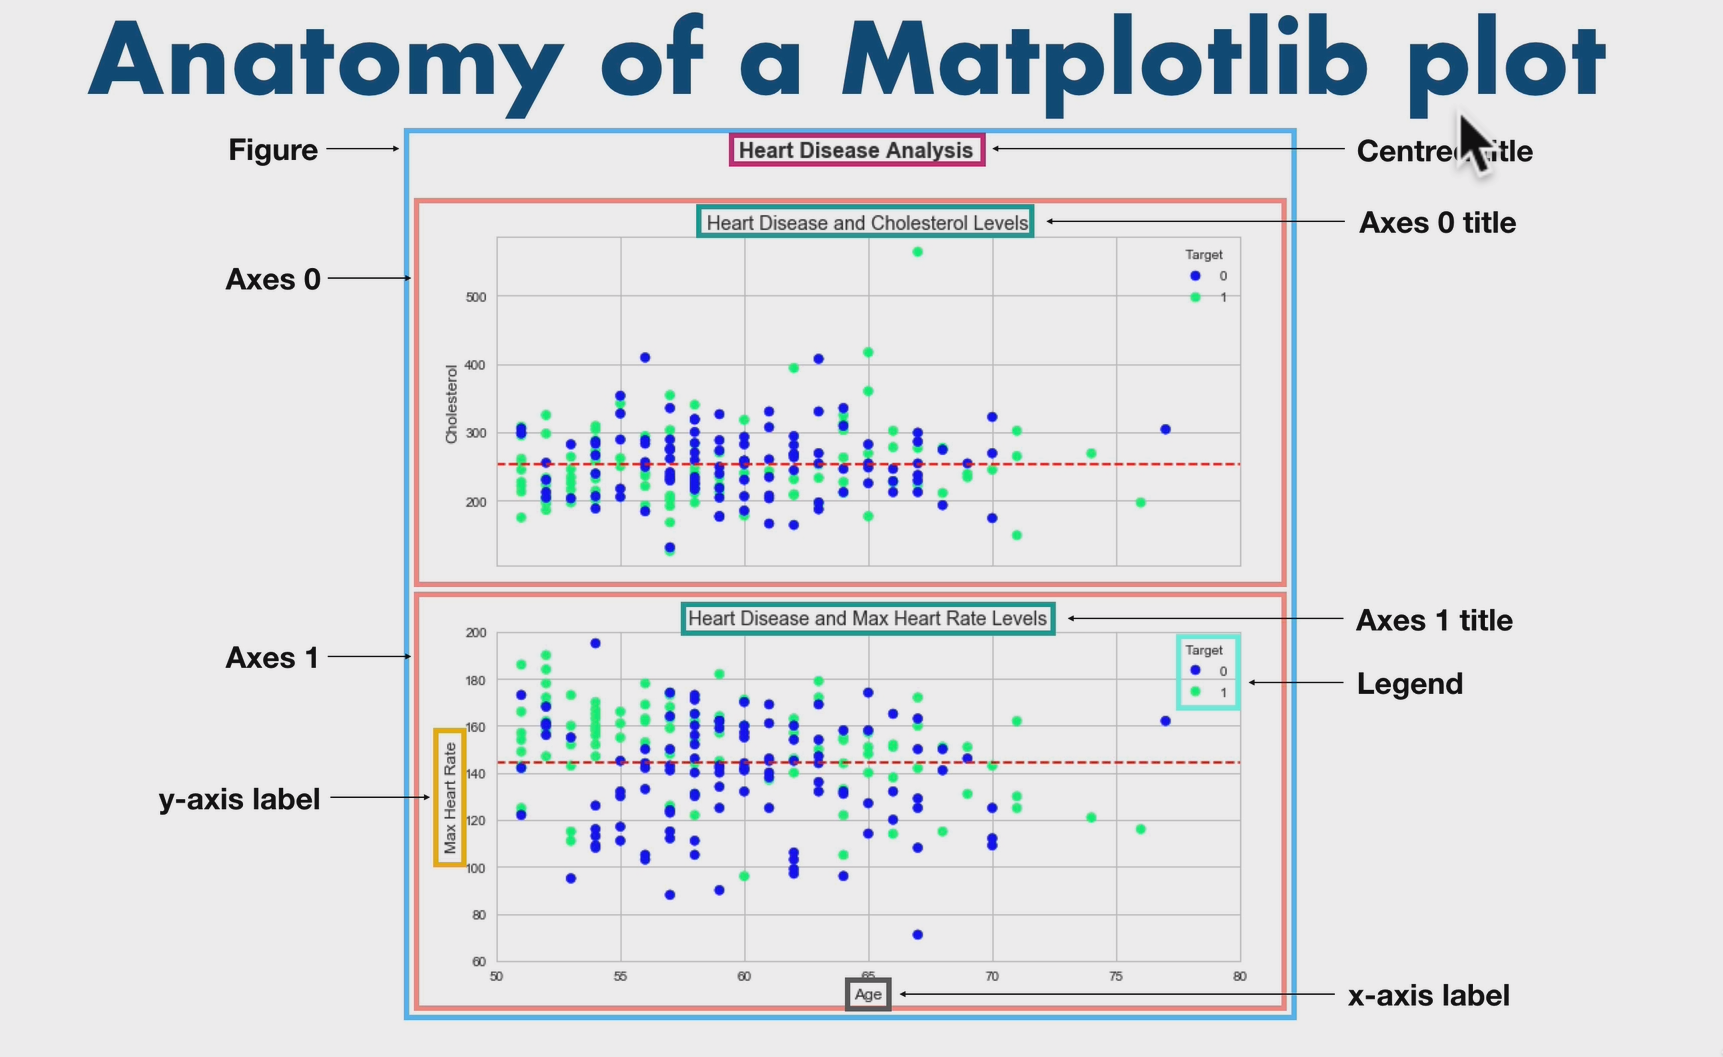 Anatomy of a Matplotlib plot
Figure
Heart Disease Analysis
Heart Disease and Cholesterol Levels
Axes 0 title
Axes 0
Target
0
1
500
400
300
200
Cholesterol
Heart Disease and Max Heart Rate Levels
Axes 1 title
Axes 1
Target
0
1
Legend
200
180
160
140
120
100
80
60
Max Heart Rate
y-axis label
50 55 60 65 70 75 80
Age
x-axis label